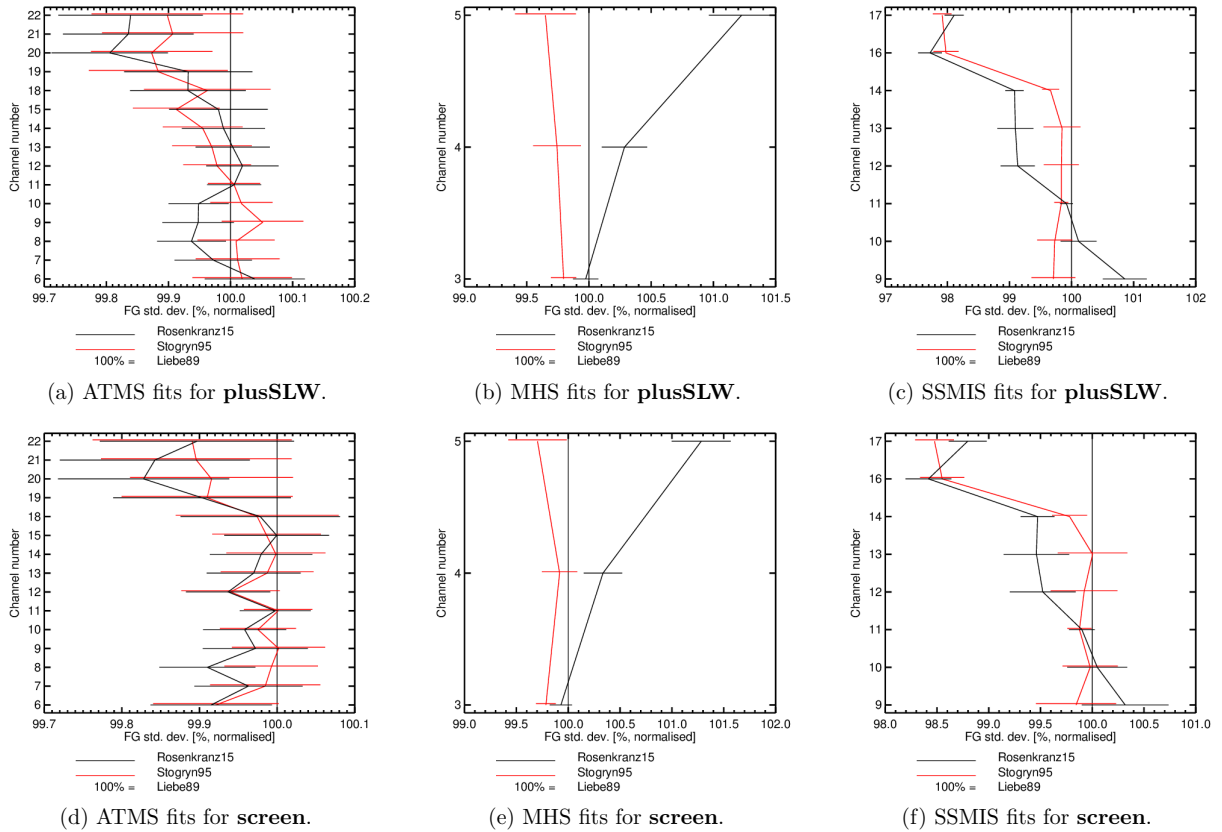 22
21
20
19
18
15
14
13
12
11
10
9
8
7
6
Channel number
99.7 99.8 99.9 100.0 100.1 100.2
FG std. dev. [%, normalised]
Rosenkranz15
Stogryn95
100% = Liebe89
(a) ATMS fits for plusSLW.
5
4
3
Channel number
99.0 99.5 100.0 100.5 101.0 101.5
FG std. dev. [%, normalised]
Rosenkranz15
Stogryn95
100% = Liebe89
(b) MHS fits for plusSLW.
17
16
14
13
12
11
10
9
Channel number
97 98 99 100 101 102
FG std. dev. [%, normalised]
Rosenkranz15
Stogryn95
100% = Liebe89
(c) SSMIS fits for plusSLW.
22
21
20
19
18
15
14
13
12
11
10
9
8
7
6
Channel number
99.7 99.8 99.9 100.0 100.1
FG std. dev. [%, normalised]
Rosenkranz15
Stogryn95
100% = Liebe89
(d) ATMS fits for screen.
5
4
3
Channel number
99.0 99.5 100.0 100.5 101.0 101.5 102.0
FG std. dev. [%, normalised]
Rosenkranz15
Stogryn95
100% = Liebe89
(e) MHS fits for screen.
17
16
14
13
12
11
10
9
Channel number
98.0 98.5 99.0 99.5 100.0 100.5 101.0
FG std. dev. [%, normalised]
Rosenkranz15
Stogryn95
100% = Liebe89
(f) SSMIS fits for screen.